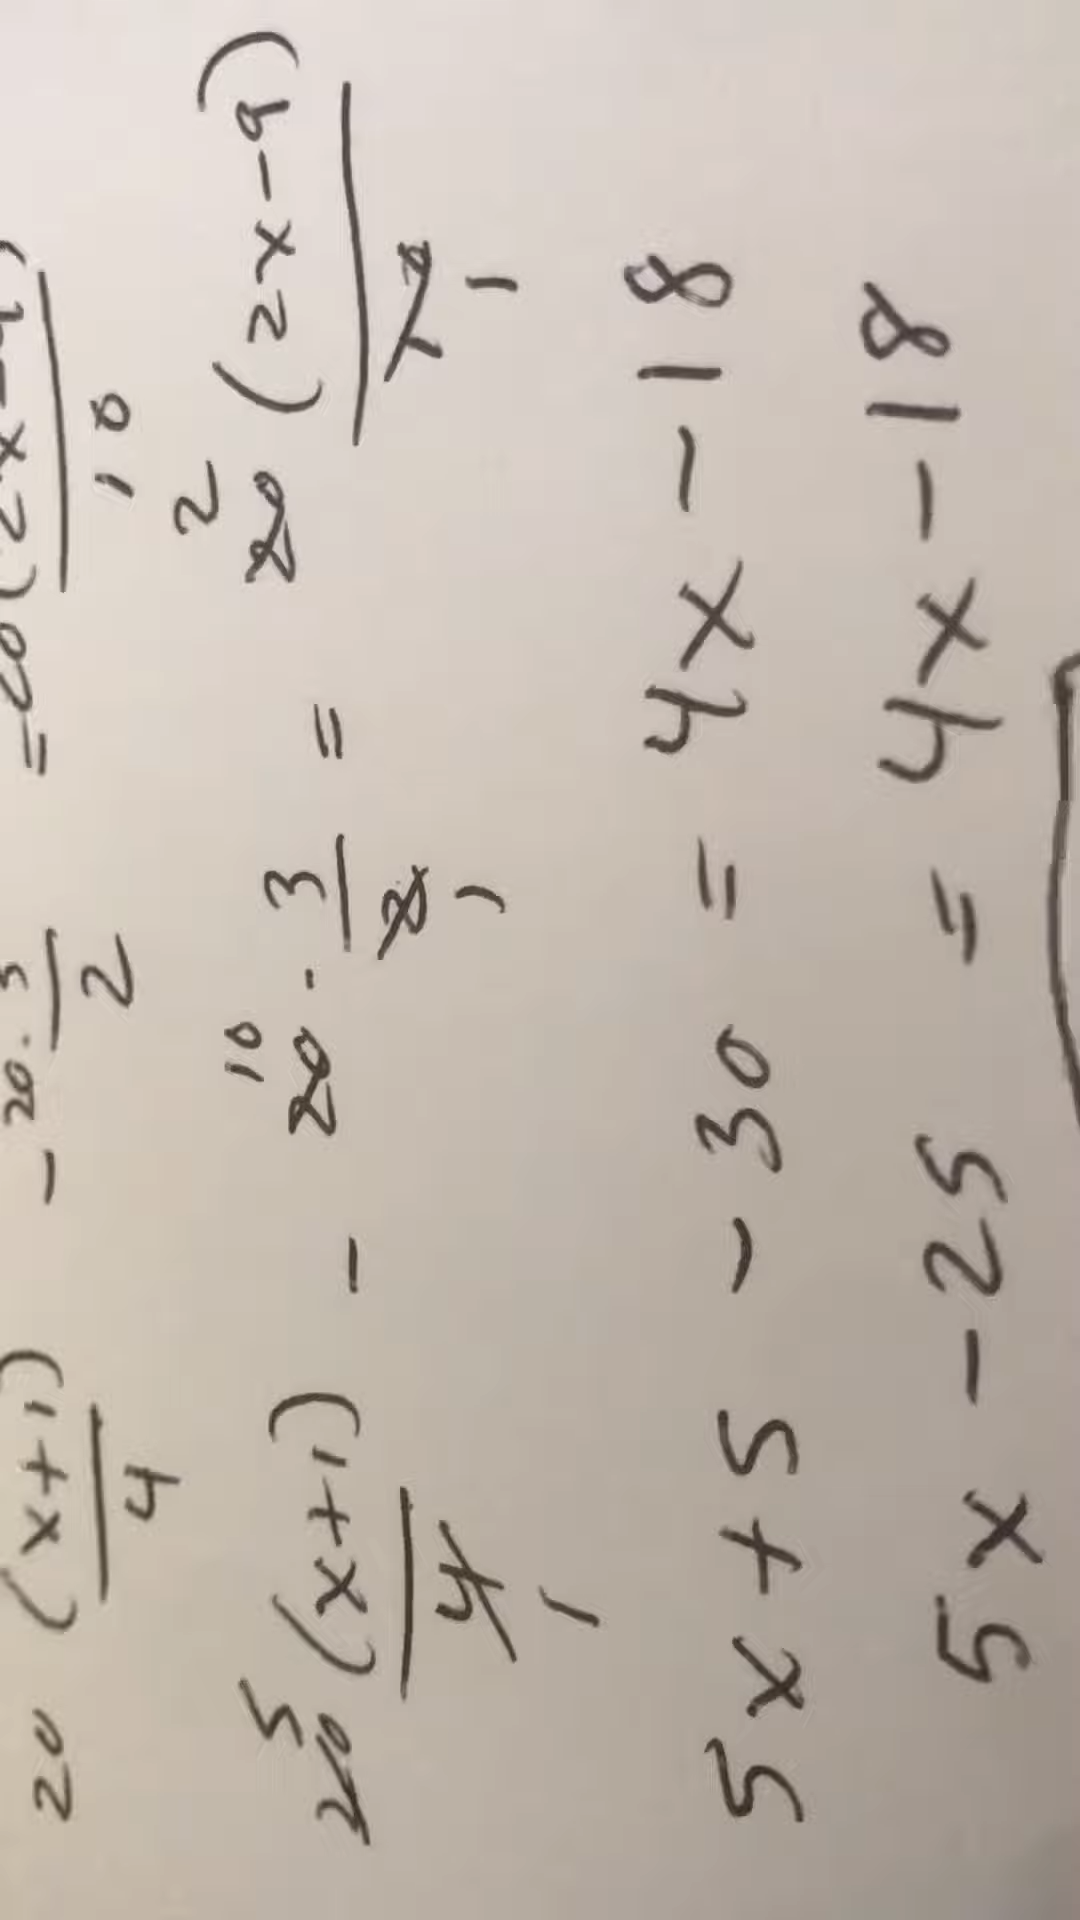 20 (x+1)/4 - 20 · 3/2 = 20 (2x-9)/10
5 20 (x+1)/4 1 - 10 20 · 3/2 1 = 2 20 (2x-9)/10 1
5x + 5 - 30 = 4x - 18
5x - 25 = 4x - 18